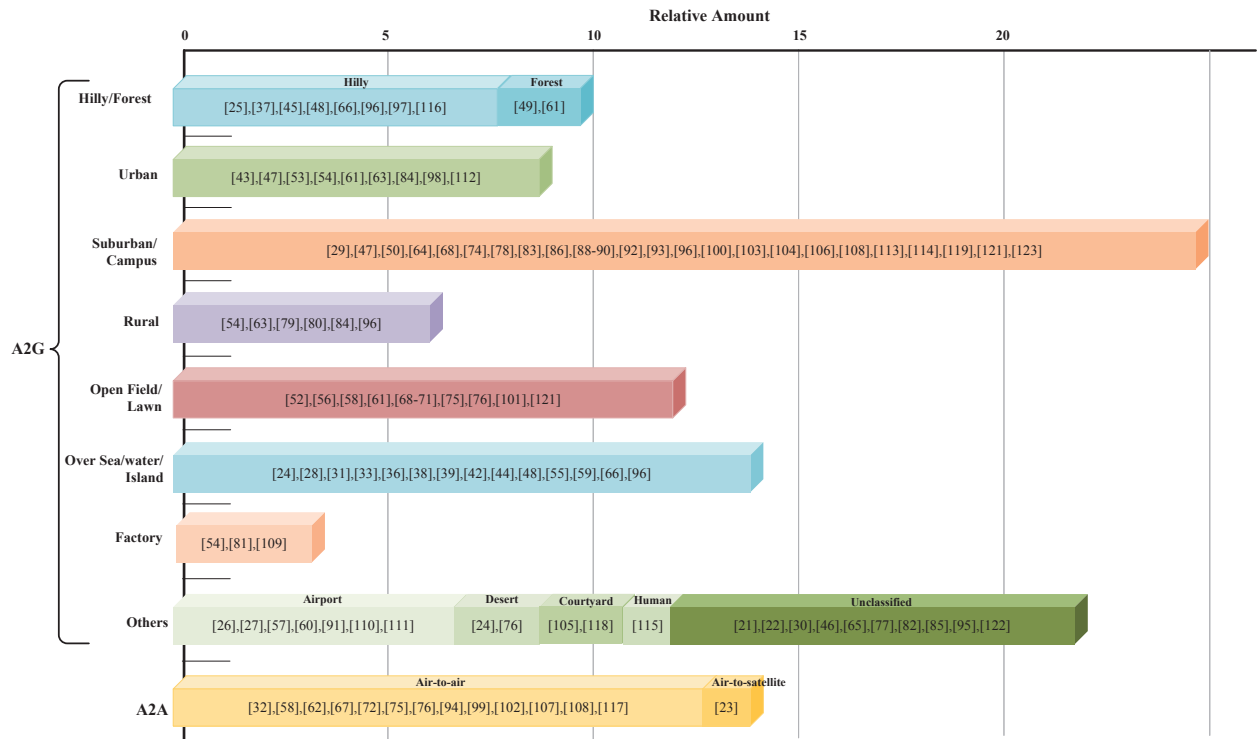 Relative Amount
0 5 10 15 20
Hilly Forest
Hilly/Forest
[25],[37],[45],[48],[66],[96],[97],[116] [49],[61]
Urban
[43],[47],[53],[54],[61],[63],[84],[98],[112]
Suburban/
Campus
[29],[47],[50],[64],[68],[74],[78],[83],[86],[88-90],[92],[93],[96],[100],[103],[104],[106],[108],[113],[114],[119],[121],[123]
Rural
[54],[63],[79],[80],[84],[96]
A2G
Open Field/
Lawn
[52],[56],[58],[61],[68-71],[75],[76],[101],[121]
Over Sea/water/
Island
[24],[28],[31],[33],[36],[38],[39],[42],[44],[48],[55],[59],[66],[96]
Factory
[54],[81],[109]
Airport Desert Courtyard Human Unclassified
Others
[26],[27],[57],[60],[91],[110],[111] [24],[76] [105],[118] [115] [21],[22],[30],[46],[65],[77],[82],[85],[95],[122]
Air-to-air Air-to-satellite
A2A
[32],[58],[62],[67],[72],[75],[76],[94],[99],[102],[107],[108],[117] [23]